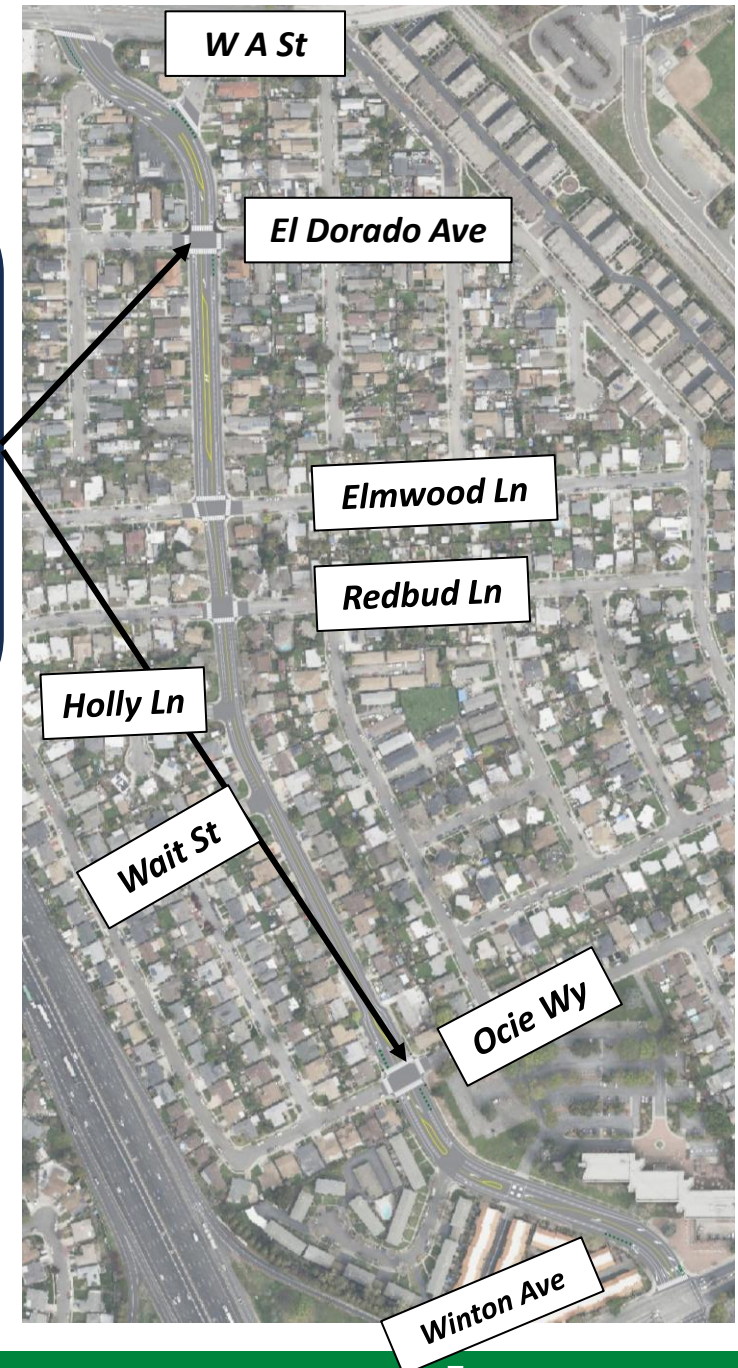 W A St
El Dorado Ave
Elmwood Ln
Redbud Ln
Holly Ln
Wait St
Ocie Wy
Winton Ave